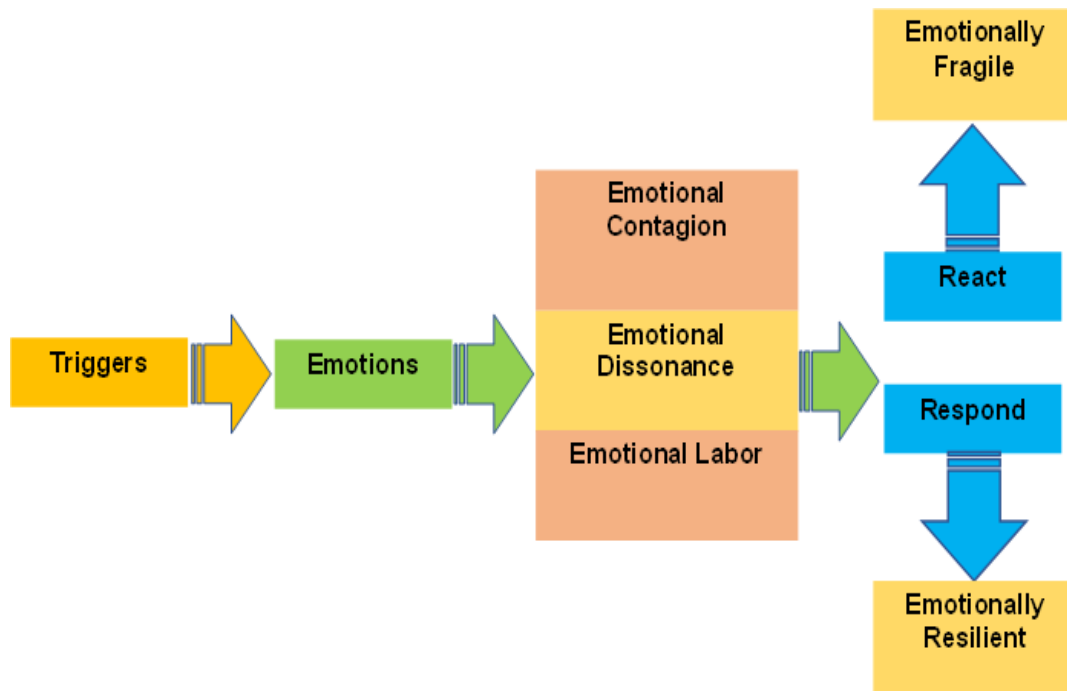 Emotionally
Fragile
Emotional
Contagion
React
Triggers
Emotions
Emotional
Dissonance
Respond
Emotional Labor
Emotionally
Resilient